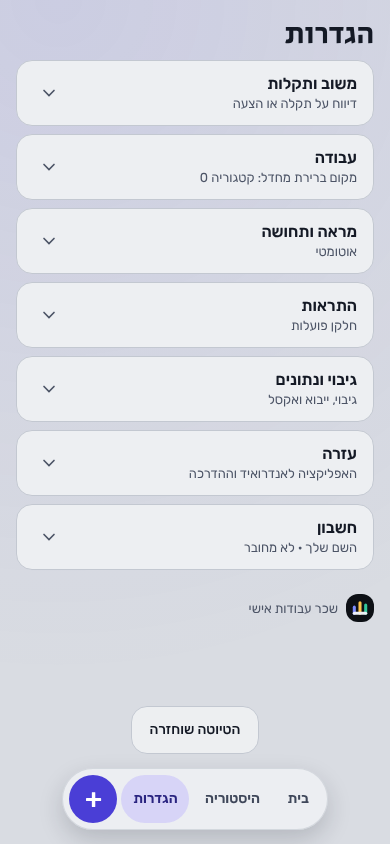 הגדרות
משוב ותקלות
דיווח על תקלה או הצעה
עבודה
מקום ברירת מחדל: קטגוריה 0
מראה ותחושה
אוטומטי
התראות
חלקן פועלות
גיבוי ונתונים
גיבוי, ייבוא ואקסל
עזרה
האפליקציה לאנדרואיד וההדרכה
חשבון
השם שלך • לא מחובר
שכר עבודות אישי
הטיוטה שוחזרה
בית
היסטוריה
הגדרות
+